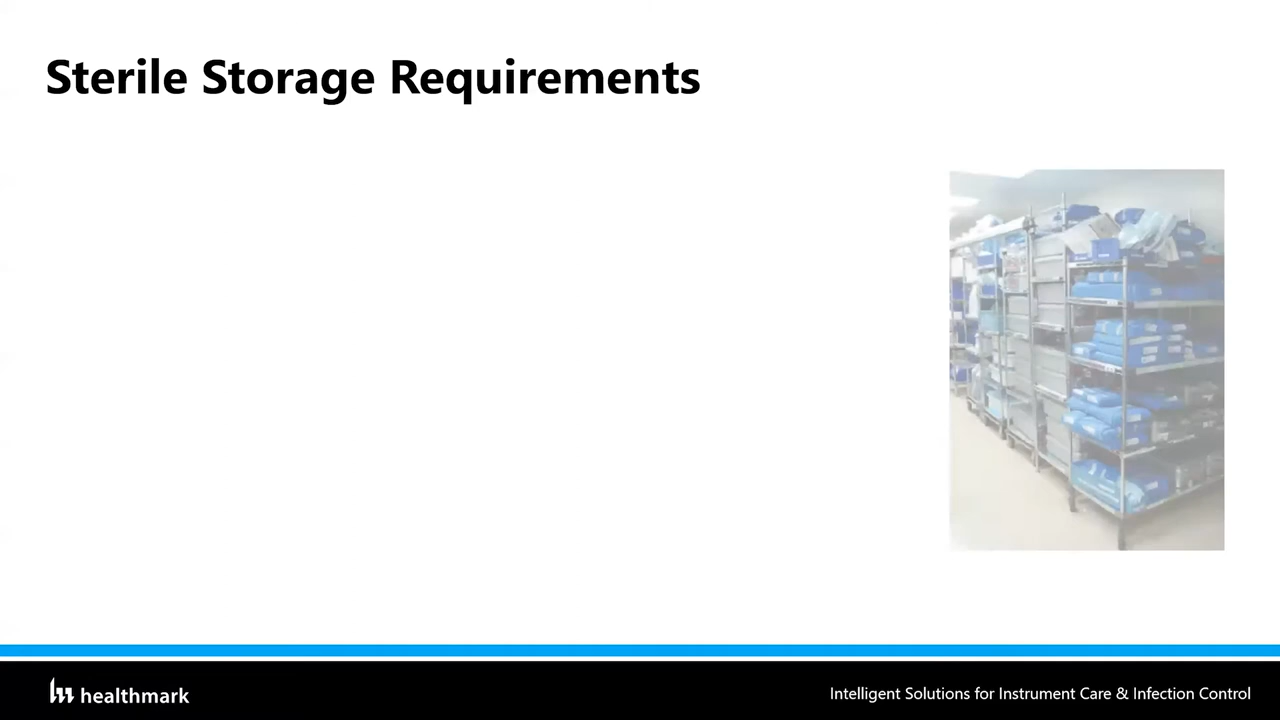 Sterile Storage Requirements
healthmark
Intelligent Solutions for Instrument Care & Infection Control